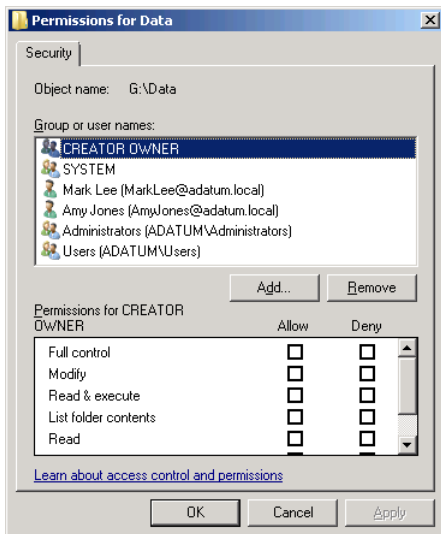 Permissions for Data
Security
Object name: G:\Data
Group or user names:
CREATOR OWNER
SYSTEM
Mark Lee (MarkLee@adatum.local)
Amy Jones (AmyJones@adatum.local)
Administrators (ADATUM\Administrators)
Users (ADATUM\Users)
Add... Remove
Permissions for CREATOR
OWNER Allow Deny
Full control
Modify
Read & execute
List folder contents
Read
Learn about access control and permissions
OK Cancel Apply